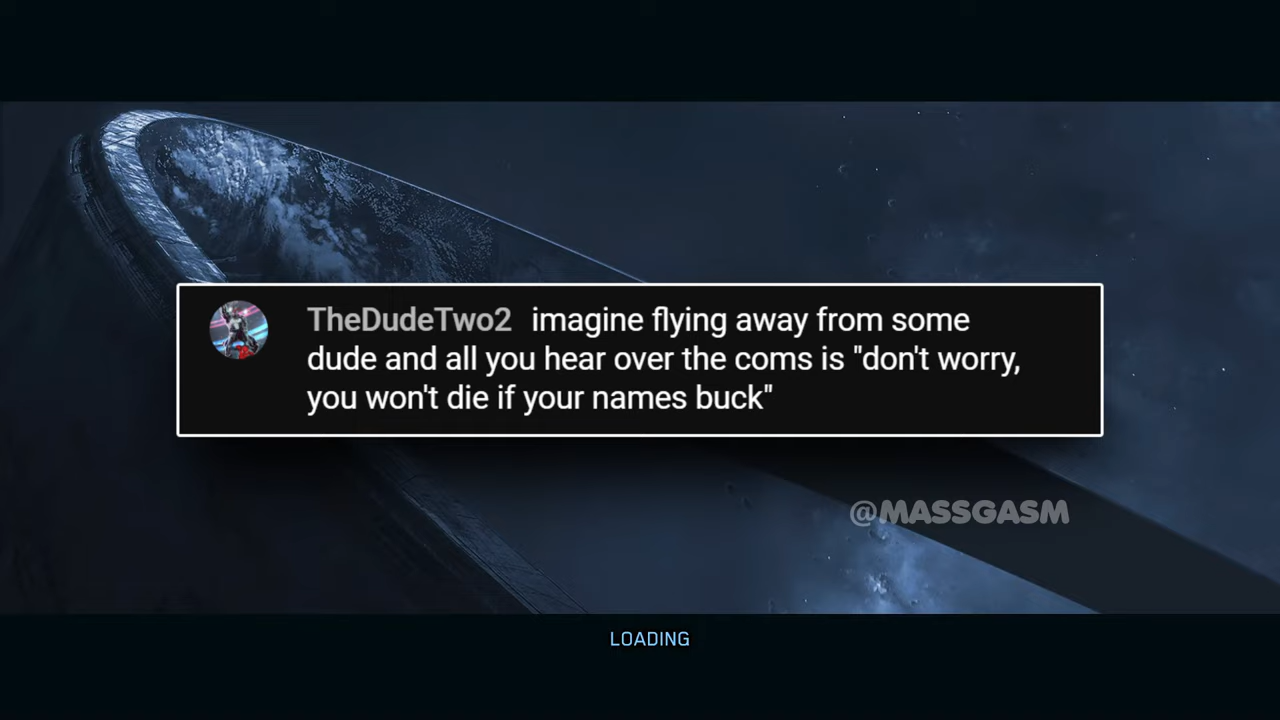 TheDudeTwo2 imagine flying away from some
dude and all you hear over the coms is "don't worry,
you won't die if your names buck"
@MASSGASM
LOADING